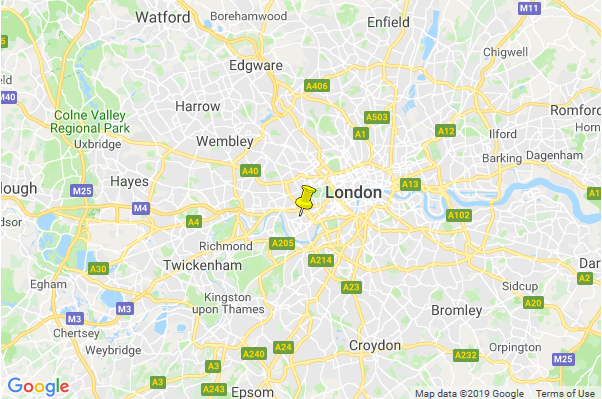 Watford
Borehamwood
Enfield
M11
Chigwell
Edgware
A406
Harrow
M40
Colne Valley
Regional Park
A503
Romford
A1
A12
Ilford
Horn
Uxbridge
Wembley
Barking
Dagenham
A40
Hayes
lough
M25
London
A13
M4
A4
A102
dsor
Richmond
A205
A30
Twickenham
A214
Dar
A2
Egham
A23
Sidcup
Kingston
upon Thames
A20
M3
M3
Bromley
Chertsey
Weybridge
A24
A240
Croydon
A232
Orpington
M25
A3
A3
A243
Epsom
Google
Map data ©2019 Google
Terms of Use